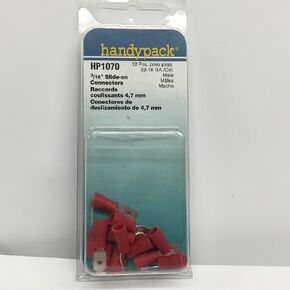 handypack®
HP1070
12 Pcs. pces pzas.
22-18 GA./Cal.
3/16" Slide-on
Connectors
Male
Mâles
Macho
Raccords
coulissants 4,7 mm
Conectores de
deslizamiento de 4,7 mm